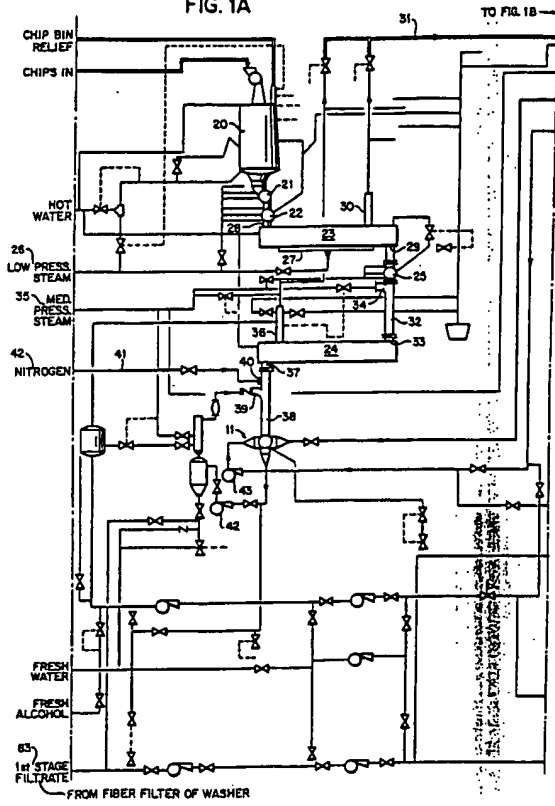 FIG. 1A
TO FIG. 1B
31
CHIP BIN
RELIEF
CHIPS IN
20
21
22
28
30
23
HOT
WATER
29
26
27
25
LOW PRESS.
STEAM
35
34
MED.
PRESS.
STEAM
36
32
33
24
42
41
40
37
NITROGEN
39
38
11
43
42
FRESH
WATER
FRESH
ALCOHOL
63
1st STAGE
FILTRATE
FROM FIBER FILTER OF WASHER